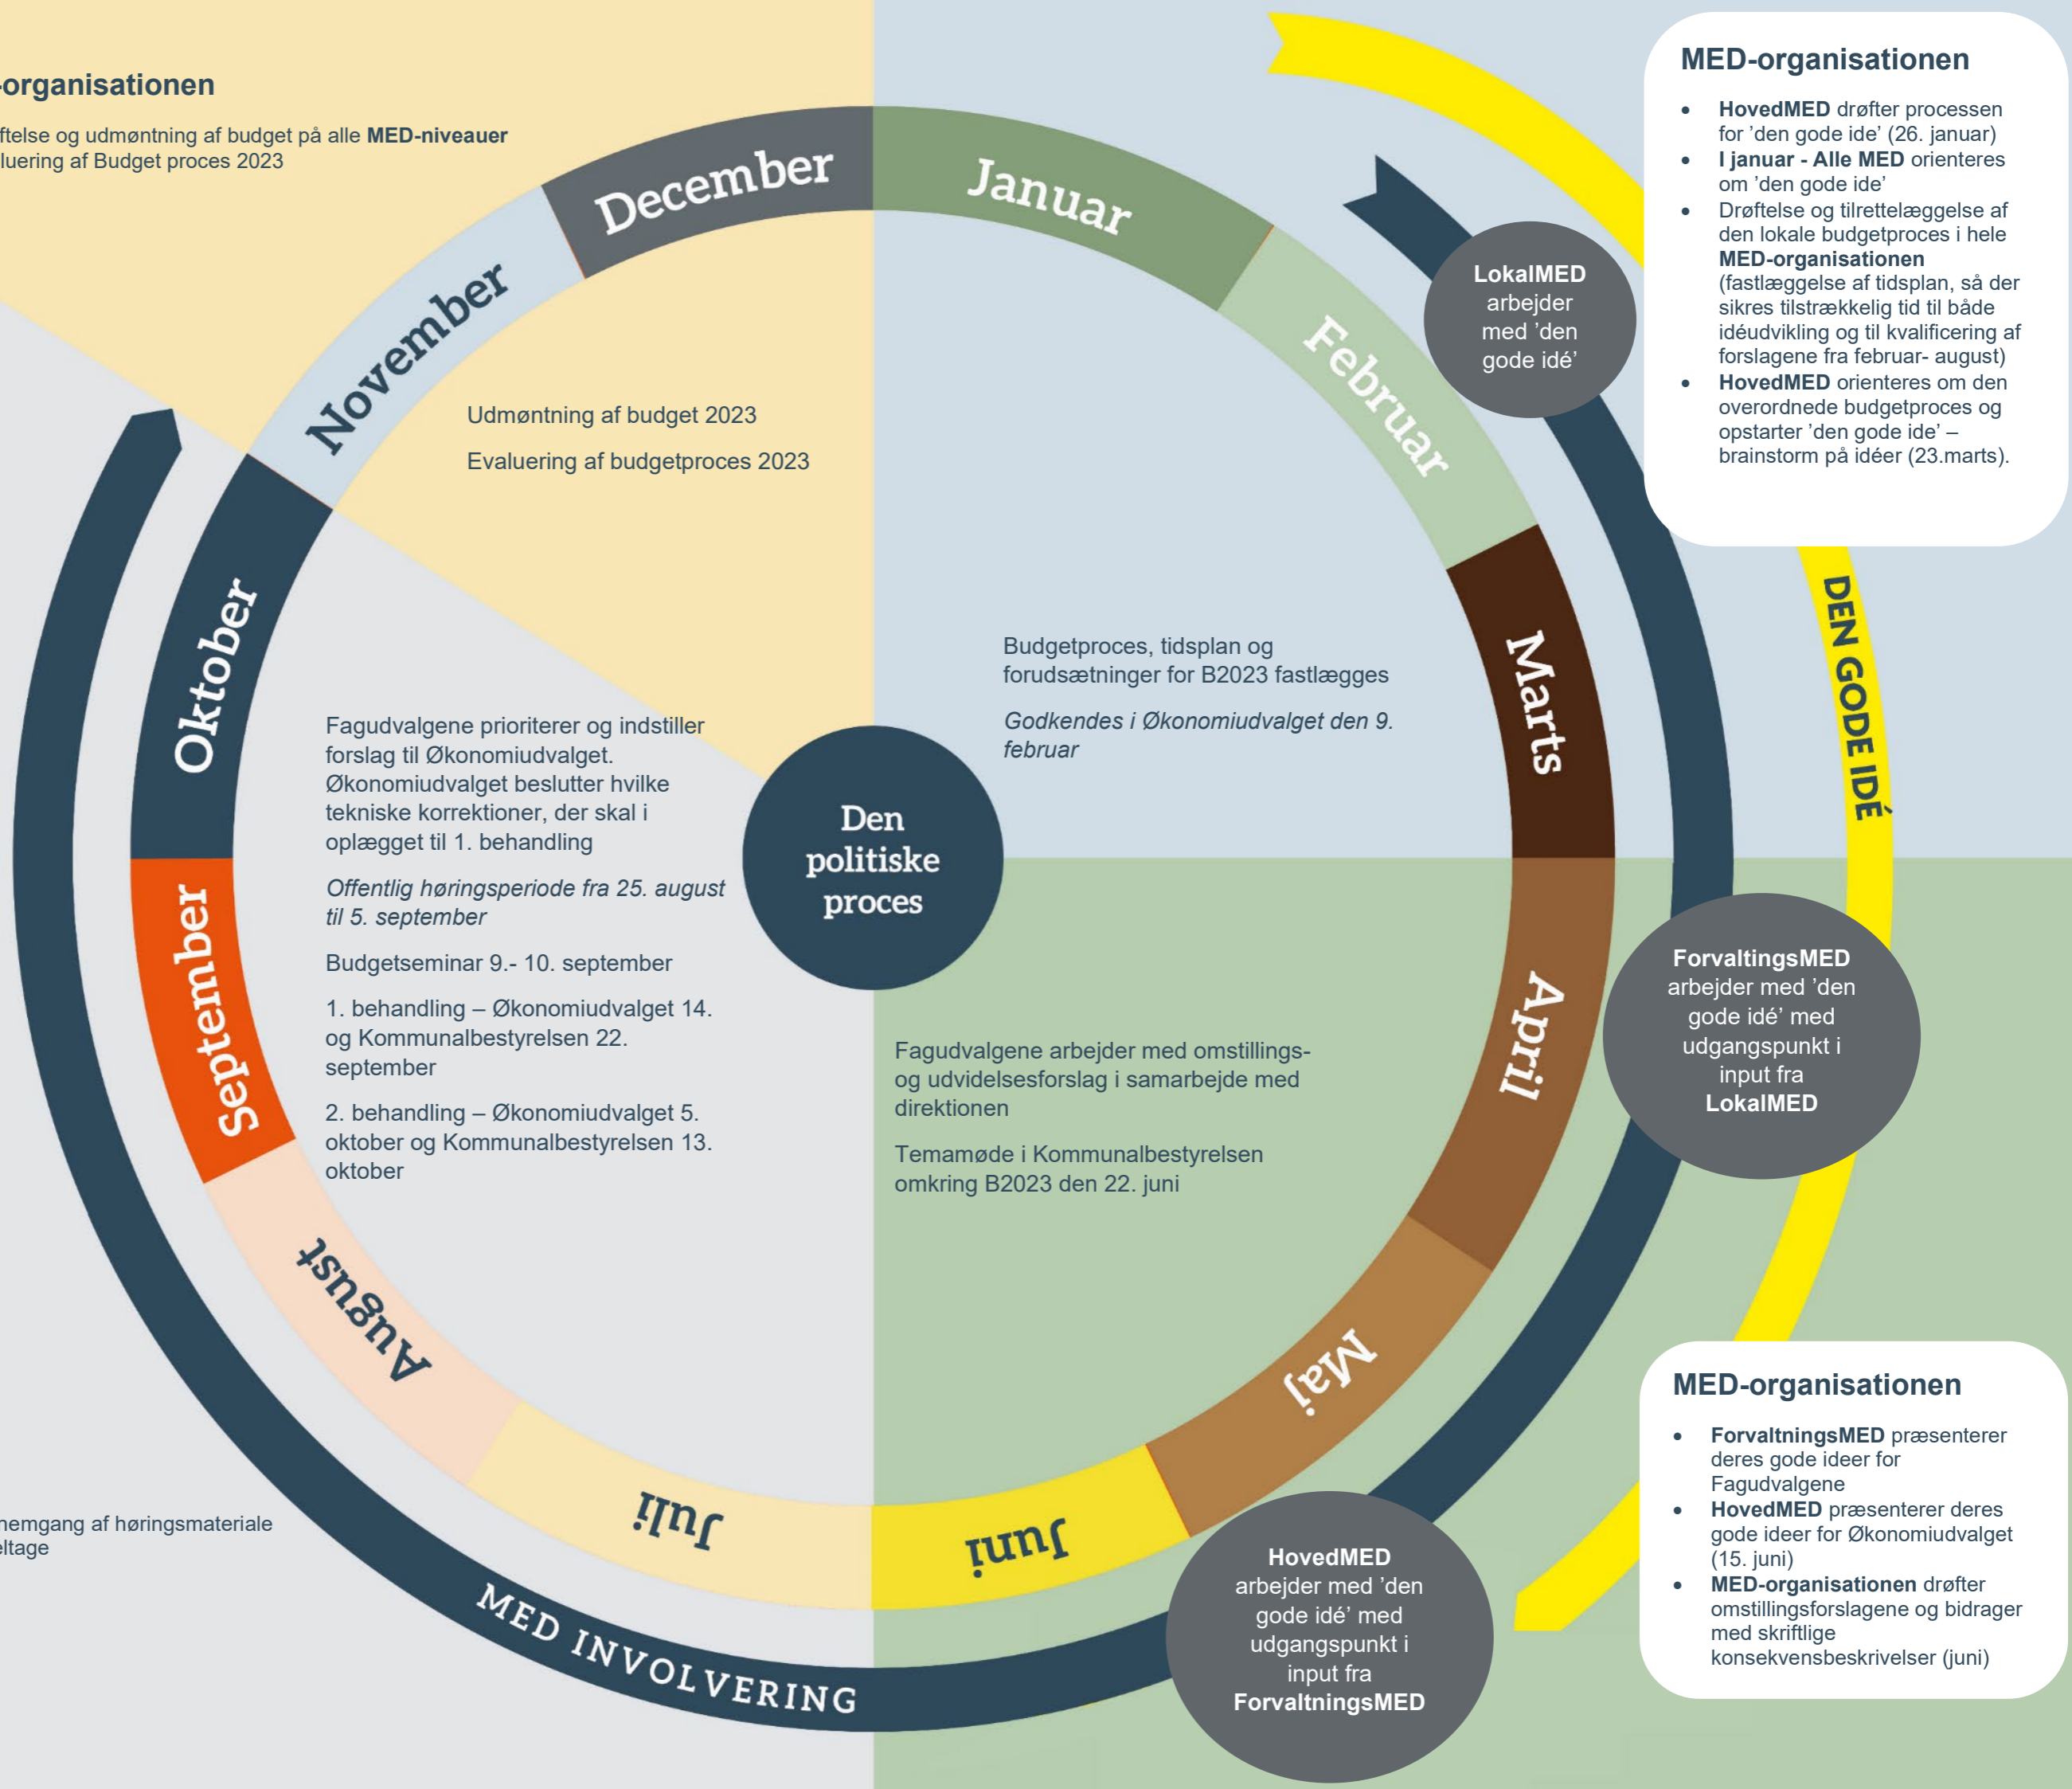 -organisationen
ftelse og udmøntning af budget på alle MED-niveauer
luering af Budget proces 2023
December
Januar
Februar
Marts
April
Maj
Juni
Juli
August
September
Oktober
November
Udmøntning af budget 2023
Evaluering af budgetproces 2023
Budgetproces, tidsplan og
forudsætninger for B2023 fastlægges
Godkendes i Økonomiudvalget den 9.
februar
Den
politiske
proces
Fagudvalgene prioriterer og indstiller
forslag til Økonomiudvalget.
Økonomiudvalget beslutter hvilke
tekniske korrektioner, der skal i
oplægget til 1. behandling
Offentlig høringsperiode fra 25. august
til 5. september
Budgetseminar 9.- 10. september
1. behandling – Økonomiudvalget 14.
og Kommunalbestyrelsen 22.
september
2. behandling – Økonomiudvalget 5.
oktober og Kommunalbestyrelsen 13.
oktober
Fagudvalgene arbejder med omstillings-
og udvidelsesforslag i samarbejde med
direktionen
Temamøde i Kommunalbestyrelsen
omkring B2023 den 22. juni
LokalMED
arbejder
med ’den
gode idé’
MED-organisationen
• HovedMED drøfter processen
for ’den gode ide’ (26. januar)
• I januar - Alle MED orienteres
om ’den gode ide’
• Drøftelse og tilrettelæggelse af
den lokale budgetproces i hele
MED-organisationen
(fastlæggelse af tidsplan, så der
sikres tilstrækkelig tid til både
idéudvikling og til kvalificering af
forslagene fra februar- august)
• HovedMED orienteres om den
overordnede budgetproces og
opstarter ’den gode ide’ –
brainstorm på idéer (23.marts).
DEN GODE IDÉ
ForvaltingsMED
arbejder med ’den
gode idé’ med
udgangspunkt i
input fra
LokalMED
HovedMED
arbejder med ’den
gode idé’ med
udgangspunkt i
input fra
ForvaltningsMED
MED-organisationen
• ForvaltningsMED præsenterer
deres gode ideer for
Fagudvalgene
• HovedMED præsenterer deres
gode ideer for Økonomiudvalget
(15. juni)
• MED-organisationen drøfter
omstillingsforslagene og bidrager
med skriftlige
konsekvensbeskrivelser (juni)
MED INVOLVERING
nemgang af høringsmateriale
eltage